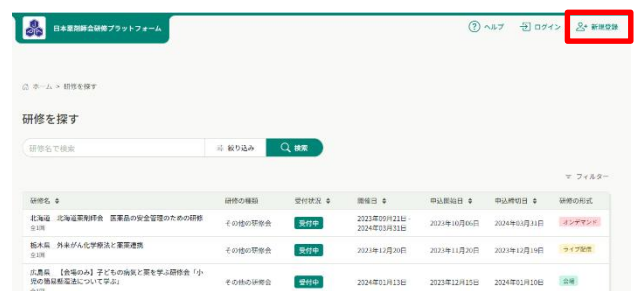 日本薬剤師会研修プラットフォーム
ヘルプ ログイン 新規登録
ホーム > 研修を探す
研修を探す
研修名で検索 絞り込み 検索
フィルター
研修名 研修の種類 受付状況 開催日 申込開始日 申込締切日 研修の形式
北海道 北海道薬剤師会 医薬品の安全管理のための研修 その他の研修会 受付中 2023年09月21日 - 2023年10月06日 2024年03月31日 オンデマンド
全1回 2024年03月31日
栃木県 外来がん化学療法と薬薬連携 その他の研修会 受付中 2023年12月20日 2023年11月20日 2023年12月19日 ライブ配信
全1回
広島県 【会場のみ】子どもの病気と薬を学ぶ研修会「小
児の簡易懸濁法について学ぶ」 その他の研修会 受付中 2024年01月13日 2023年12月15日 2024年01月10日 会場